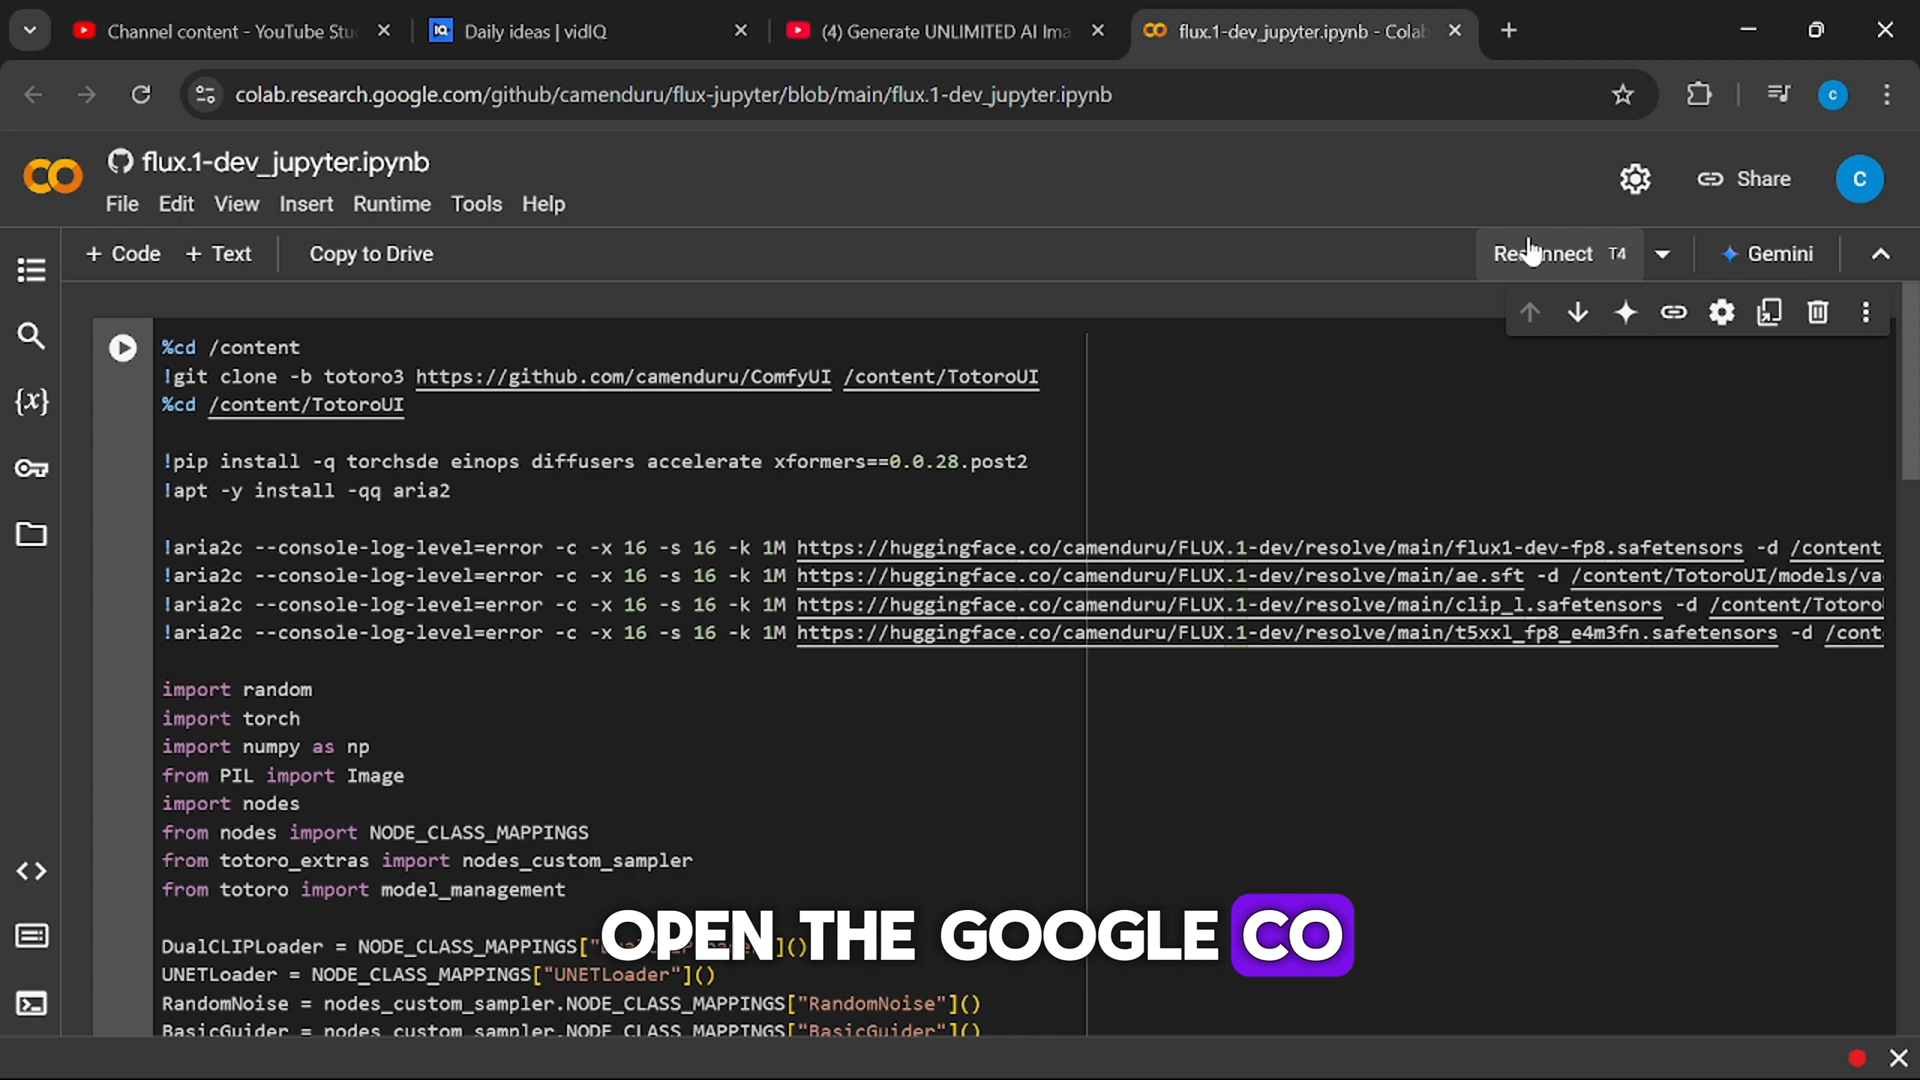 Channel content - YouTube Stu
Daily ideas | vidIQ
(4) Generate UNLIMITED AI Ima
flux.1-dev_jupyter.ipynb - Colab
colab.research.google.com/github/camenduru/flux-jupyter/blob/main/flux.1-dev_jupyter.ipynb
c
flux.1-dev_jupyter.ipynb
Share
C
File Edit View Insert Runtime Tools Help
+ Code + Text Copy to Drive
Reconnect T4
Gemini
%cd /content
!git clone -b totoro3 https://github.com/camenduru/ComfyUI /content/TotoroUI
%cd /content/TotoroUI
!pip install -q torchsde einops diffusers accelerate xformers==0.0.28.post2
!apt -y install -qq aria2
!aria2c --console-log-level=error -c -x 16 -s 16 -k 1M https://huggingface.co/camenduru/FLUX.1-dev/resolve/main/flux1-dev-fp8.safetensors -d /content
!aria2c --console-log-level=error -c -x 16 -s 16 -k 1M https://huggingface.co/camenduru/FLUX.1-dev/resolve/main/ae.sft -d /content/TotoroUI/models/va
!aria2c --console-log-level=error -c -x 16 -s 16 -k 1M https://huggingface.co/camenduru/FLUX.1-dev/resolve/main/clip_l.safetensors -d /content/Totoro
!aria2c --console-log-level=error -c -x 16 -s 16 -k 1M https://huggingface.co/camenduru/FLUX.1-dev/resolve/main/t5xxl_fp8_e4m3fn.safetensors -d /cont
import random
import torch
import numpy as np
from PIL import Image
import nodes
from nodes import NODE_CLASS_MAPPINGS
from totoro_extras import nodes_custom_sampler
from totoro import model_management
OPEN THE GOOGLE CO
DualCLIPLoader = NODE_CLASS_MAPPINGS["DualCLIPLoader"]()
UNETLoader = NODE_CLASS_MAPPINGS["UNETLoader"]()
RandomNoise = nodes_custom_sampler.NODE_CLASS_MAPPINGS["RandomNoise"]()
BasicGuider = nodes_custom_sampler.NODE_CLASS_MAPPINGS["BasicGuider"]()